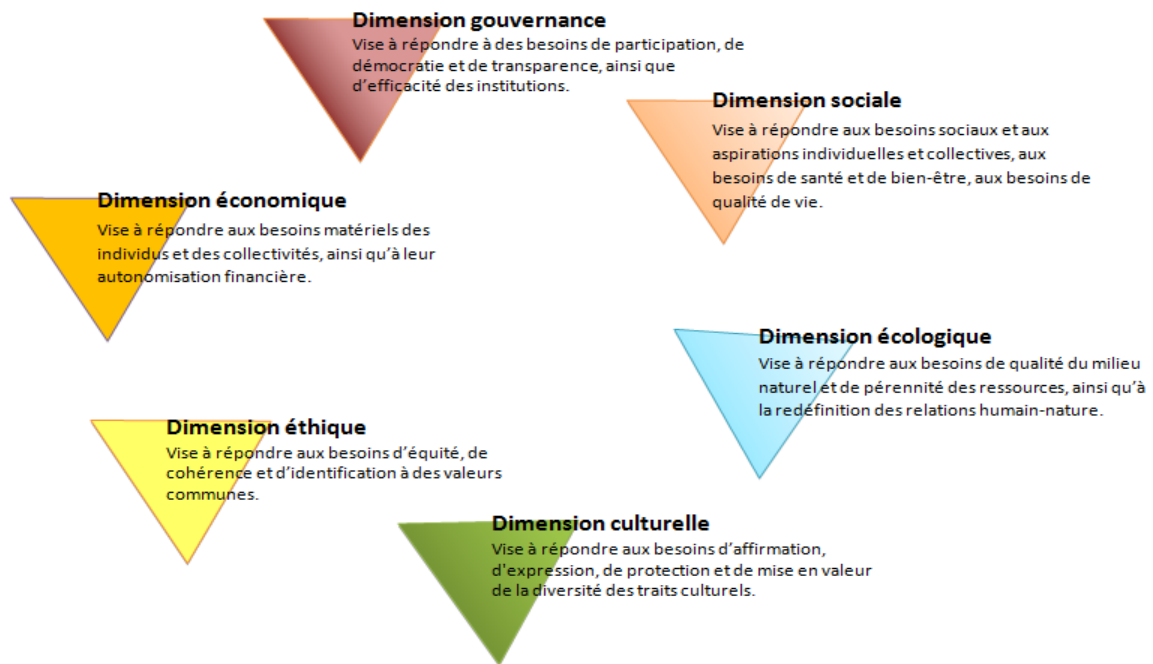 Dimension gouvernance
Vise à répondre à des besoins de participation, de
démocratie et de transparence, ainsi que
d’efficacité des institutions.
Dimension sociale
Vise à répondre aux besoins sociaux et aux
aspirations individuelles et collectives, aux
besoins de santé et de bien-être, aux besoins de
qualité de vie.
Dimension économique
Vise à répondre aux besoins matériels des
individus et des collectivités, ainsi qu’à leur
autonomisation financière.
Dimension écologique
Vise à répondre aux besoins de qualité du milieu
naturel et de pérennité des ressources, ainsi qu’à
la redéfinition des relations humain-nature.
Dimension éthique
Vise à répondre aux besoins d’équité, de
cohérence et d’identification à des valeurs
communes.
Dimension culturelle
Vise à répondre aux besoins d’affirmation,
d'expression, de protection et de mise en valeur
de la diversité des traits culturels.